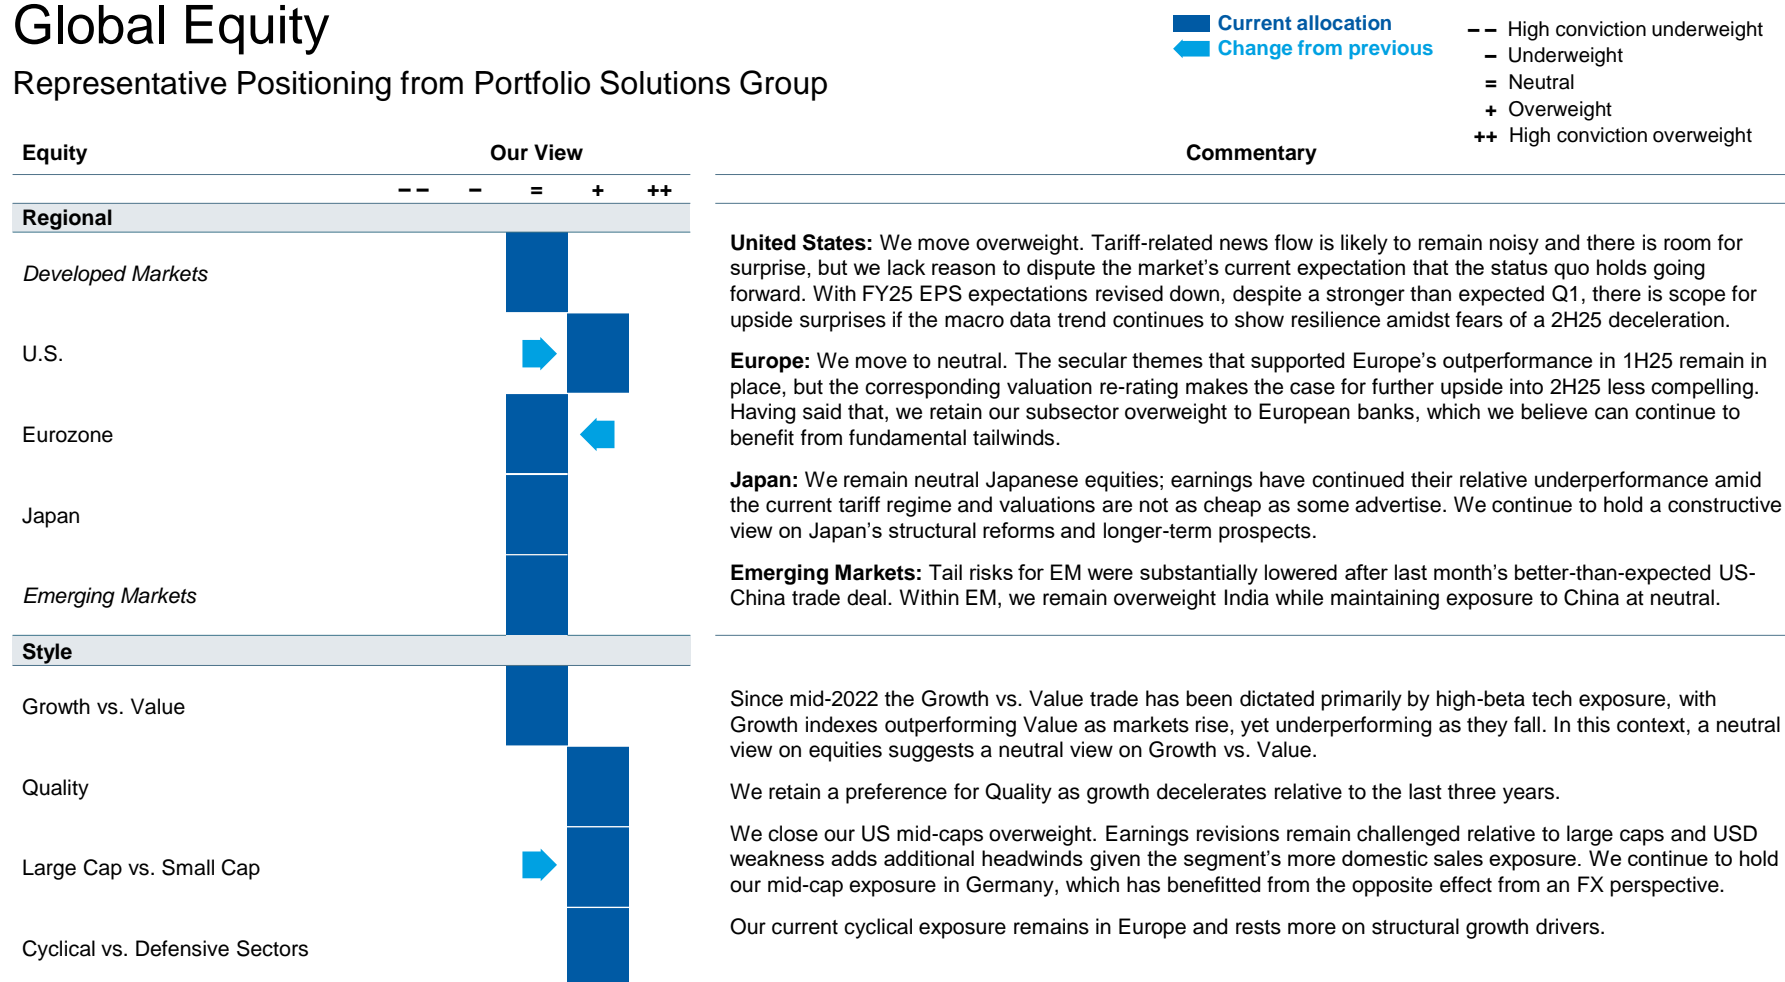 Global Equity
Representative Positioning from Portfolio Solutions Group
Current allocation
Change from previous
– – High conviction underweight
– Underweight
= Neutral
+ Overweight
++ High conviction overweight
Equity
Our View
Commentary
– – – = + ++
Regional
Developed Markets
U.S.
Eurozone
Japan
Emerging Markets
United States: We move overweight. Tariff-related news flow is likely to remain noisy and there is room for
surprise, but we lack reason to dispute the market’s current expectation that the status quo holds going
forward. With FY25 EPS expectations revised down, despite a stronger than expected Q1, there is scope for
upside surprises if the macro data trend continues to show resilience amidst fears of a 2H25 deceleration.
Europe: We move to neutral. The secular themes that supported Europe’s outperformance in 1H25 remain in
place, but the corresponding valuation re-rating makes the case for further upside into 2H25 less compelling.
Having said that, we retain our subsector overweight to European banks, which we believe can continue to
benefit from fundamental tailwinds.
Japan: We remain neutral Japanese equities; earnings have continued their relative underperformance amid
the current tariff regime and valuations are not as cheap as some advertise. We continue to hold a constructive
view on Japan’s structural reforms and longer-term prospects.
Emerging Markets: Tail risks for EM were substantially lowered after last month’s better-than-expected US-
China trade deal. Within EM, we remain overweight India while maintaining exposure to China at neutral.
Style
Growth vs. Value
Quality
Large Cap vs. Small Cap
Cyclical vs. Defensive Sectors
Since mid-2022 the Growth vs. Value trade has been dictated primarily by high-beta tech exposure, with
Growth indexes outperforming Value as markets rise, yet underperforming as they fall. In this context, a neutral
view on equities suggests a neutral view on Growth vs. Value.
We retain a preference for Quality as growth decelerates relative to the last three years.
We close our US mid-caps overweight. Earnings revisions remain challenged relative to large caps and USD
weakness adds additional headwinds given the segment’s more domestic sales exposure. We continue to hold
our mid-cap exposure in Germany, which has benefitted from the opposite effect from an FX perspective.
Our current cyclical exposure remains in Europe and rests more on structural growth drivers.